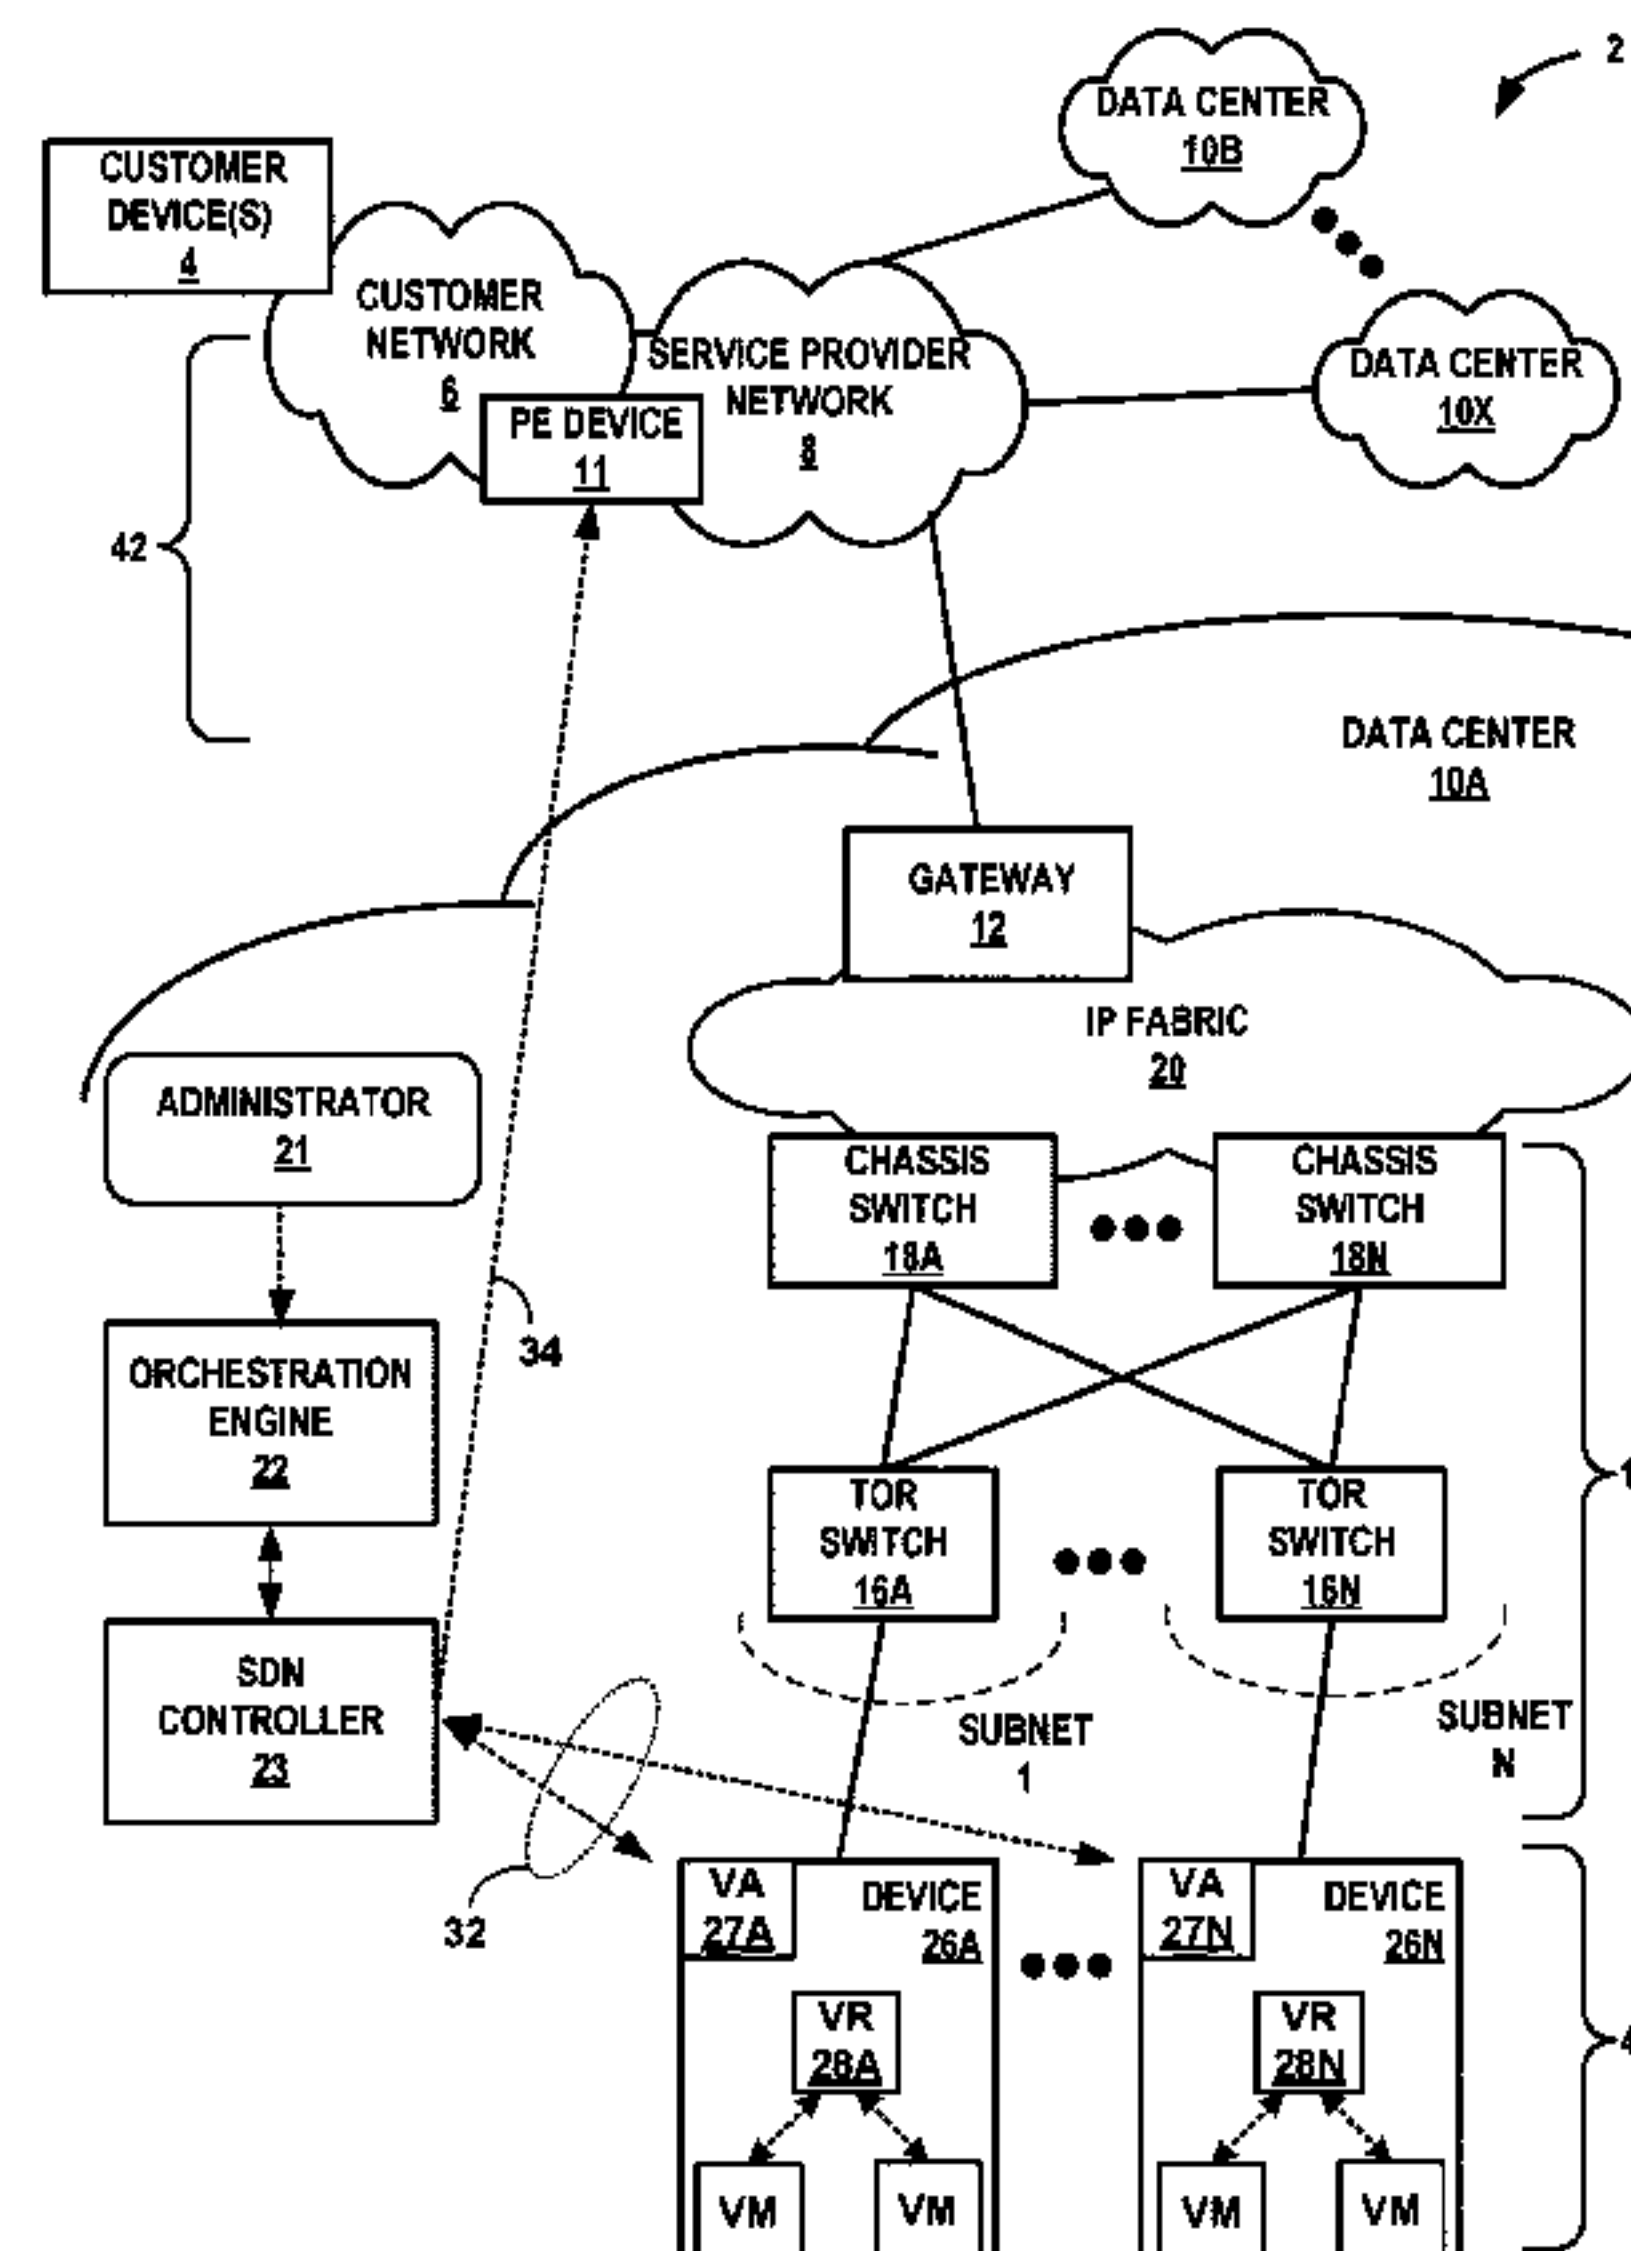 2
DATA CENTER
10B
CUSTOMER
DEVICE(S)
4
CUSTOMER
NETWORK
6
SERVICE PROVIDER
NETWORK
8
DATA CENTER
10X
PE DEVICE
11
42
DATA CENTER
10A
GATEWAY
12
IP FABRIC
20
ADMINISTRATOR
21
CHASSIS
SWITCH
18A
CHASSIS
SWITCH
18N
34
ORCHESTRATION
ENGINE
22
TOR
SWITCH
16A
TOR
SWITCH
16N
SDN
CONTROLLER
23
SUBNET
1
SUBNET
N
32
VA
27A
DEVICE
26A
VA
27N
DEVICE
26N
VR
28A
VR
28N
VM
VM
VM
VM